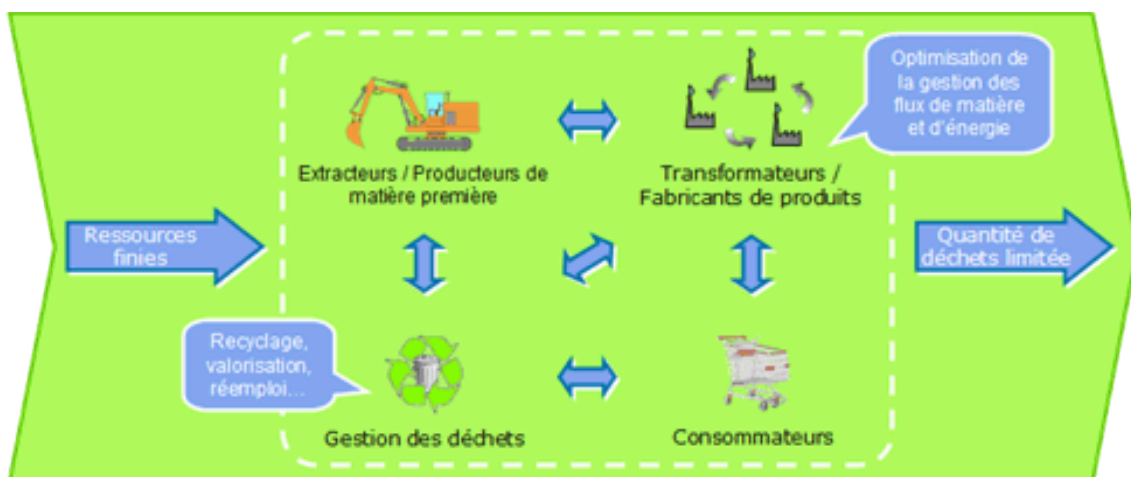 Optimisation de
la gestion des
flux de matière
et d'énergie
Extracteurs / Producteurs de
matière première
Transformateurs /
Fabricants de produits
Ressources
finies
Quantité de
déchets limitée
Recyclage,
valorisation,
réemploi...
Gestion des déchets
Consommateurs